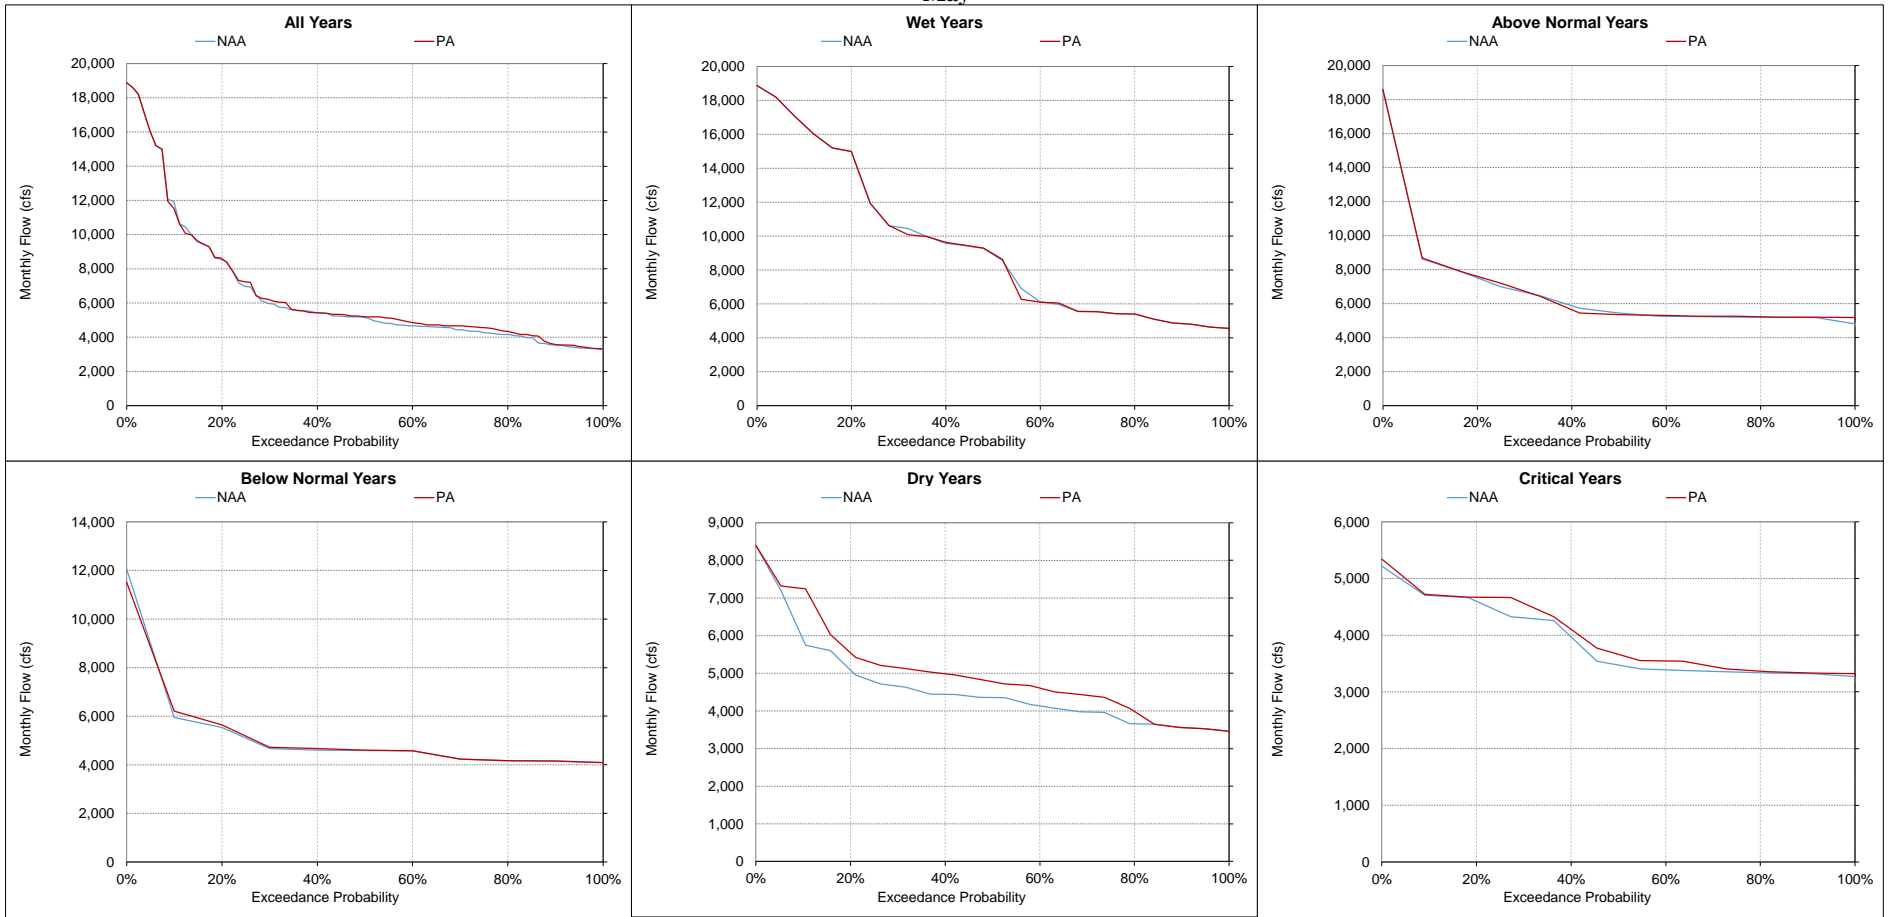 All Years
NAA PA
20,000
18,000
16,000
14,000
12,000
10,000
8,000
6,000
4,000
2,000
0
0% 20% 40% 60% 80% 100%
Monthly Flow (cfs)
Exceedance Probability
Wet Years
NAA PA
20,000
18,000
16,000
14,000
12,000
10,000
8,000
6,000
4,000
2,000
0
0% 20% 40% 60% 80% 100%
Monthly Flow (cfs)
Exceedance Probability
Above Normal Years
NAA PA
20,000
18,000
16,000
14,000
12,000
10,000
8,000
6,000
4,000
2,000
0
0% 20% 40% 60% 80% 100%
Monthly Flow (cfs)
Exceedance Probability
Below Normal Years
NAA PA
14,000
12,000
10,000
8,000
6,000
4,000
2,000
0
0% 20% 40% 60% 80% 100%
Monthly Flow (cfs)
Exceedance Probability
Dry Years
NAA PA
9,000
8,000
7,000
6,000
5,000
4,000
3,000
2,000
1,000
0
0% 20% 40% 60% 80% 100%
Monthly Flow (cfs)
Exceedance Probability
Critical Years
NAA PA
6,000
5,000
4,000
3,000
2,000
1,000
0
0% 20% 40% 60% 80% 100%
Monthly Flow (cfs)
Exceedance Probability